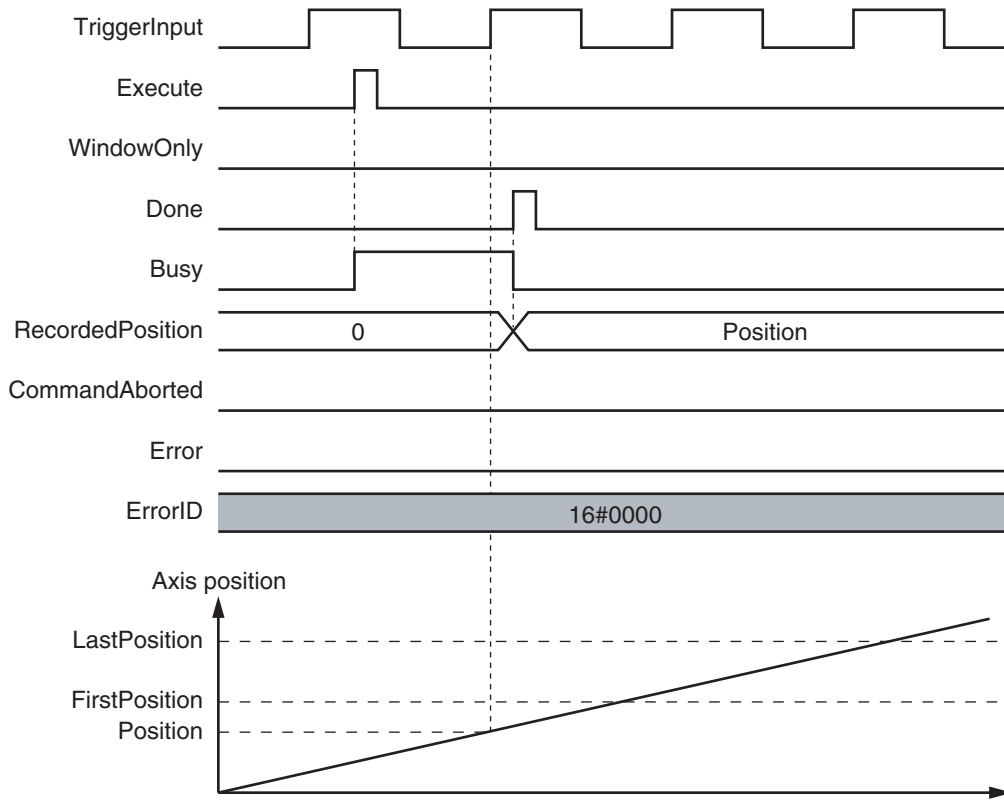 TriggerInput
Execute
WindowOnly
Done
Busy
RecordedPosition 0 Position
CommandAborted
Error
ErrorID 16#0000
Axis position
LastPosition
FirstPosition
Position